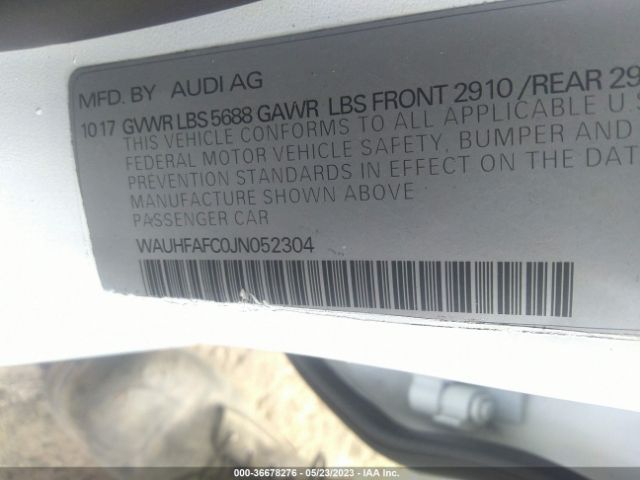 MFD. BY AUDI AG
1017 GVWR LBS 5688 GAWR LBS FRONT 2910 / REAR 29
THIS VEHICLE CONFORMS TO ALL APPLICABLE U.S
FEDERAL MOTOR VEHICLE SAFETY, BUMPER AND
PREVENTION STANDARDS IN EFFECT ON THE DAT
MANUFACTURE SHOWN ABOVE
PASSENGER CAR
WAUHFAFC0JN052304
000-36678276 - 05/23/2023 - IAA Inc.